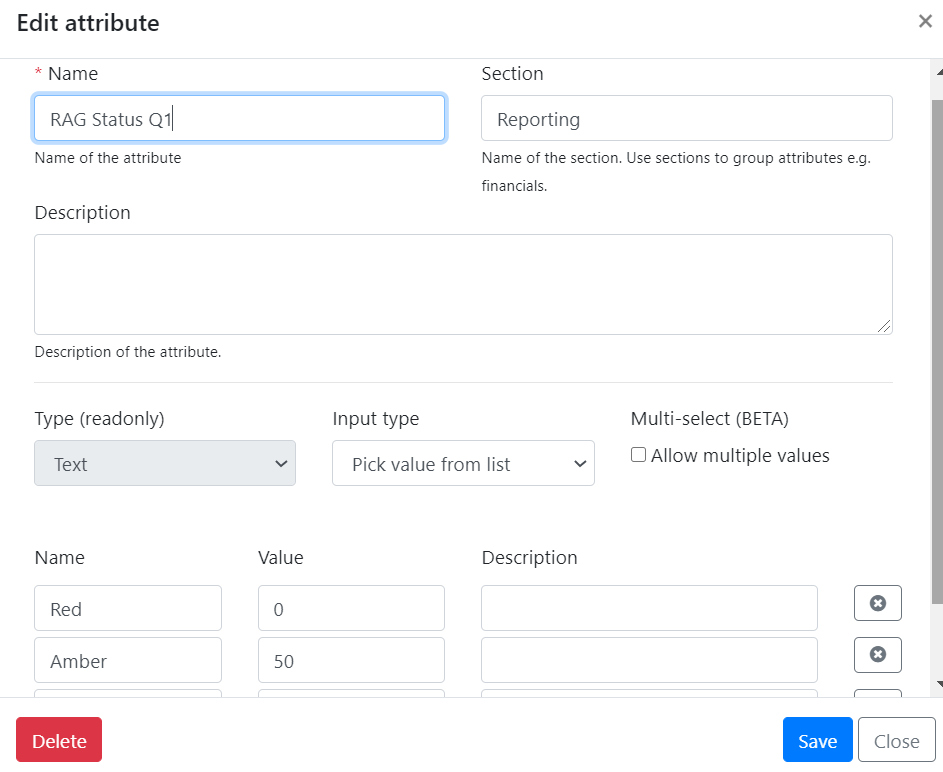 Edit attribute
* Name
Section
RAG Status Q1
Reporting
Name of the attribute
Name of the section. Use sections to group attributes e.g.
financials.
Description
Description of the attribute.
Type (readonly)
Input type
Multi-select (BETA)
Text
Pick value from list
Allow multiple values
Name
Value
Description
Red
0
Amber
50
Delete
Save
Close